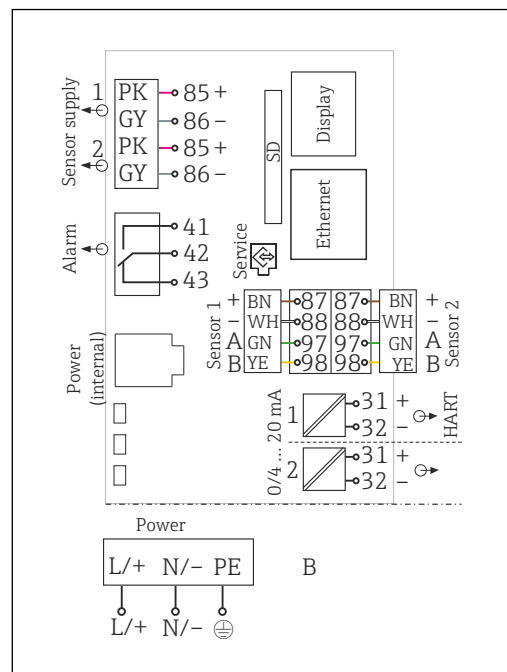 Sensor supply
1 PK 85 +
GY 86 -
2 PK 85 +
GY 86 -
SD
Display
Ethernet
Alarm
41
42
43
Service
Power
(internal)
Sensor 1
+ BN 87 87 BN +
- WH 88 88 WH -
A GN 97 97 GN A
B YE 98 98 YE B
Sensor 2
0/4 ... 20 mA
1 31 +
32 -
HART
2 31 +
32 -
Power
L/+ N/- PE
B
L/+ N/-